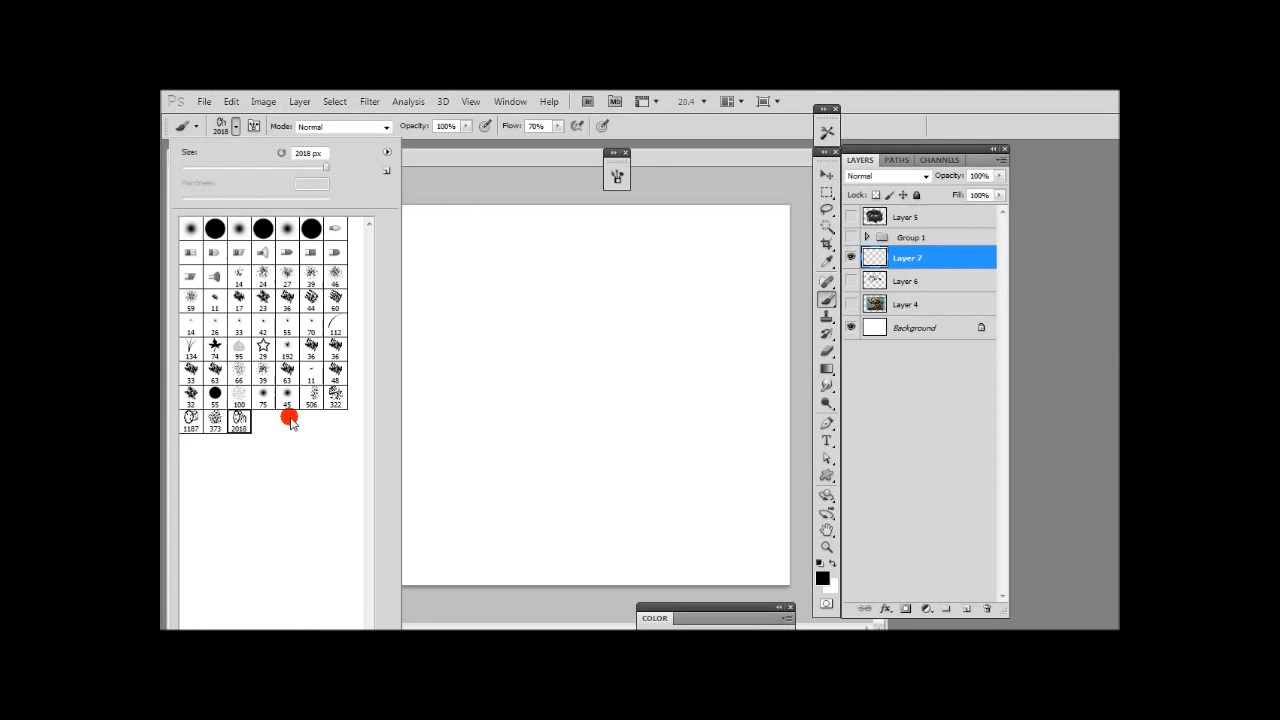 Ps File Edit Image Layer Select Filter Analysis 3D View Window Help Br Mb 20.4
2018 Mode: Normal Opacity: 100% Flow: 70%
Size: 2018 px
Hardness:
14 24 27 39 46
59 11 17 23 36 44 60
14 26 33 42 55 70 112
134 74 95 29 192 36 36
33 63 66 39 63 11 48
32 55 100 75 45 506 322
1187 373 2018
LAYERS PATHS CHANNELS
Normal Opacity: 100%
Lock: Fill: 100%
Layer 5
Group 1
Layer 7
Layer 6
Layer 4
Background
T
COLOR